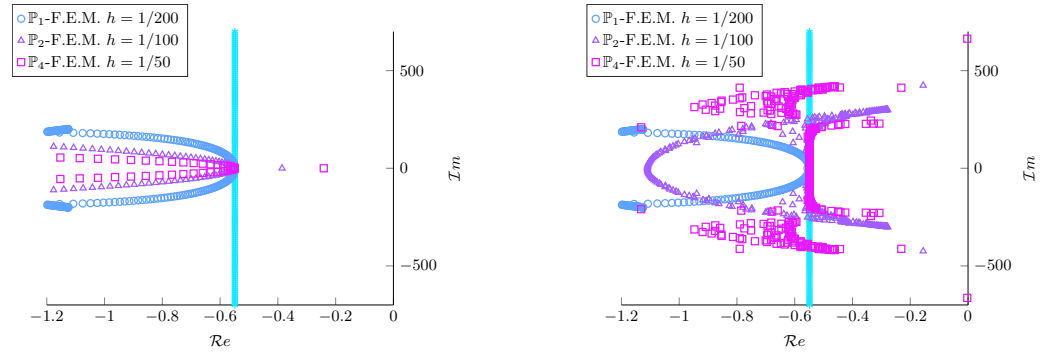 ℙ₁-F.E.M. h = 1/200
ℙ₂-F.E.M. h = 1/100
ℙ₄-F.E.M. h = 1/50
500
0
−500
ℐm
−1.2 −1 −0.8 −0.6 −0.4 −0.2 0
ℛe
ℙ₁-F.E.M. h = 1/200
ℙ₂-F.E.M. h = 1/100
ℙ₄-F.E.M. h = 1/50
500
0
−500
ℐm
−1.2 −1 −0.8 −0.6 −0.4 −0.2 0
ℛe